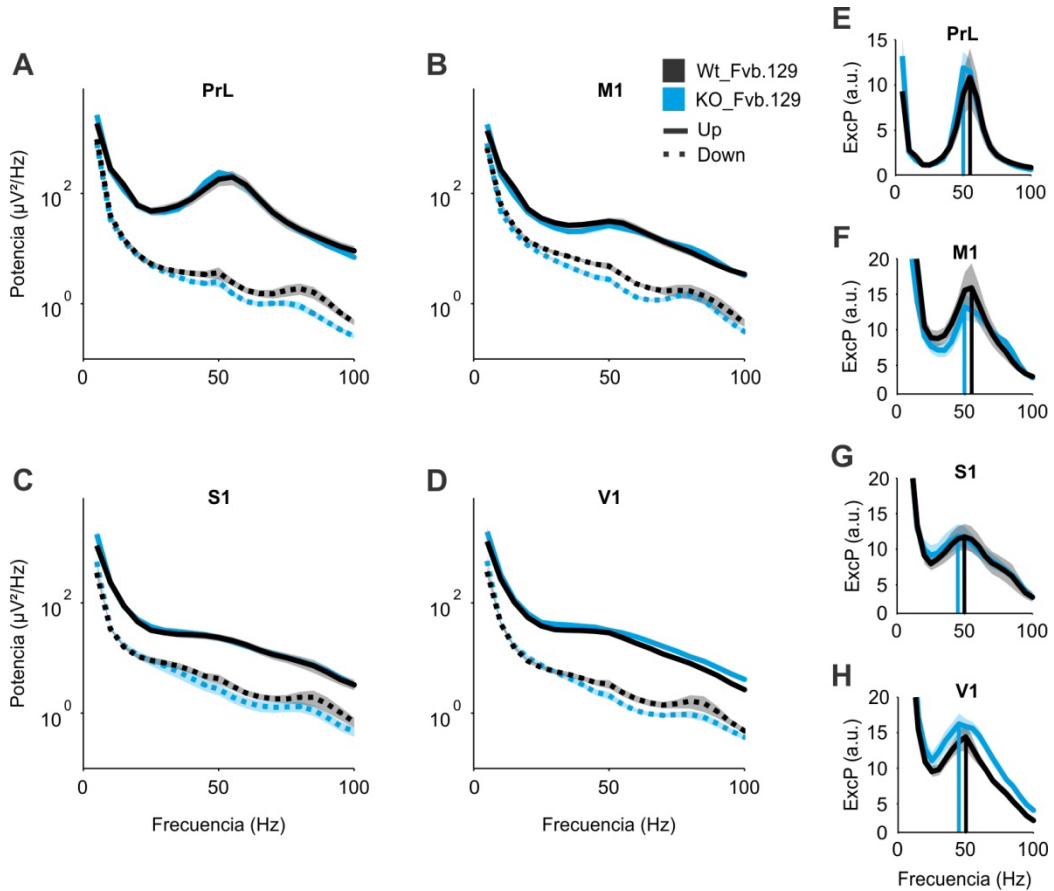 A
PrL
Potencia (µV²/Hz)
10²
10⁰
0
50
100
B
M1
Wt_Fvb.129
KO_Fvb.129
Up
Down
10²
10⁰
0
50
100
C
S1
Potencia (µV²/Hz)
10²
10⁰
0
50
100
Frecuencia (Hz)
D
V1
10²
10⁰
0
50
100
Frecuencia (Hz)
E
PrL
ExcP (a.u.)
15
10
5
0
0
50
100
F
M1
ExcP (a.u.)
20
15
10
5
0
0
50
100
G
S1
ExcP (a.u.)
20
15
10
5
0
0
50
100
H
V1
ExcP (a.u.)
20
15
10
5
0
0
50
100
Frecuencia (Hz)